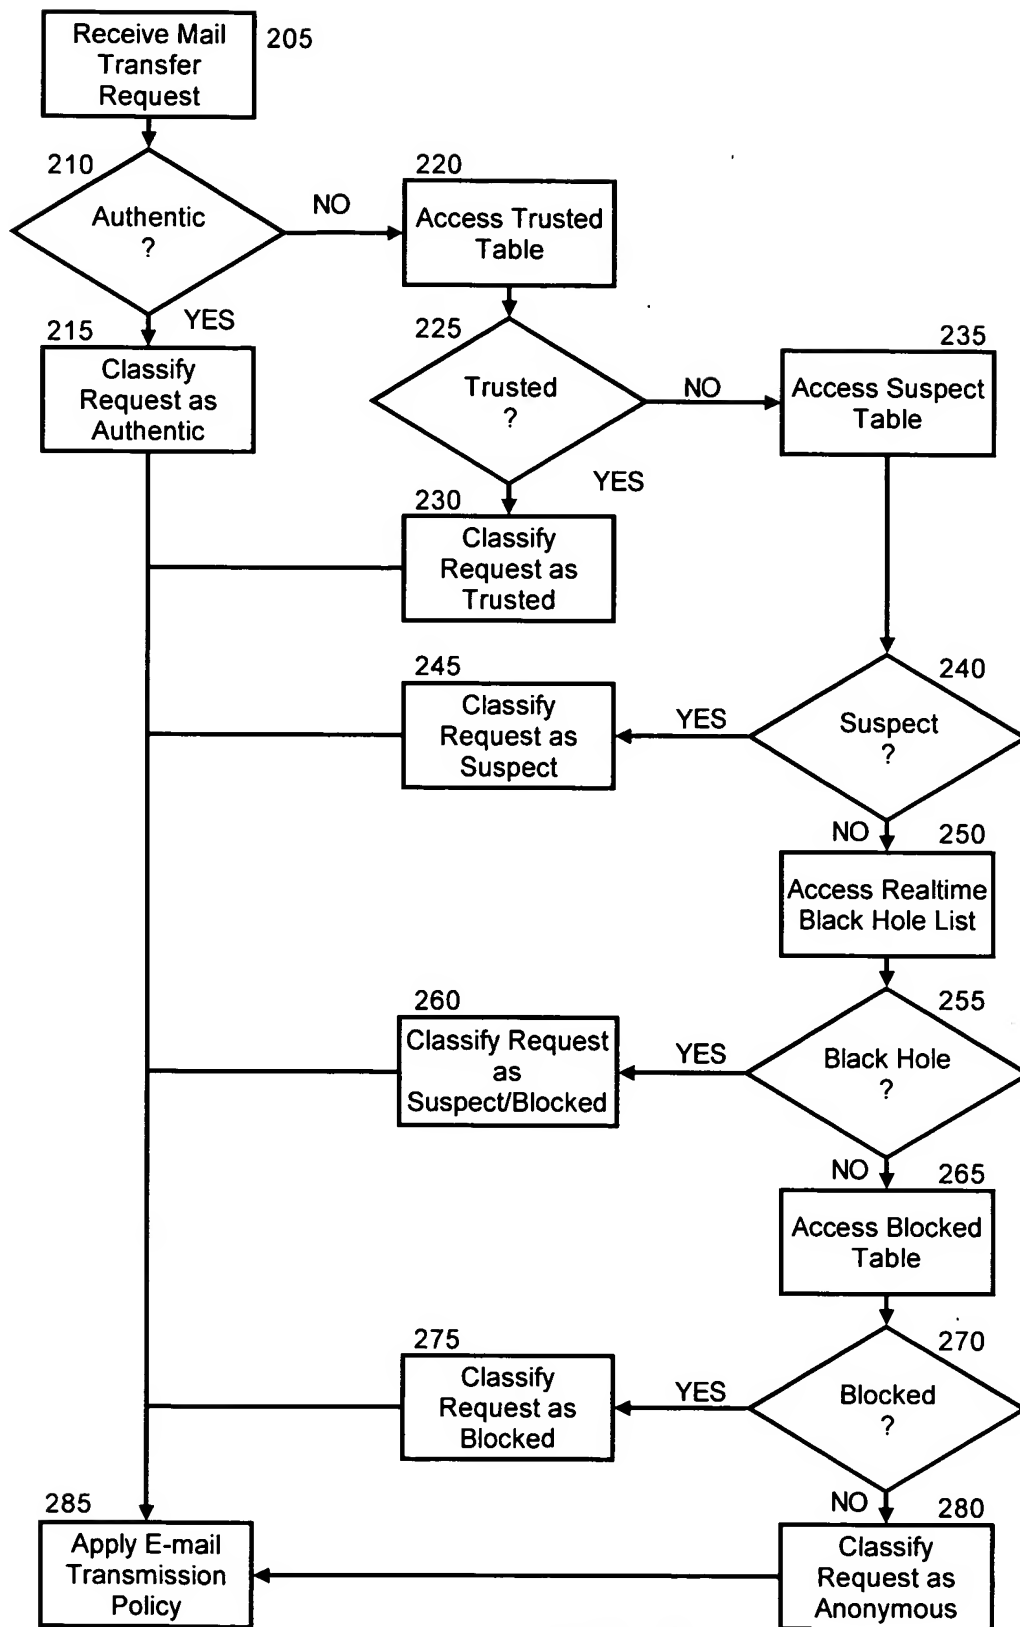 Receive Mail
Transfer
Request
205
210
Authentic
?
NO
YES
220
Access Trusted
Table
215
Classify
Request as
Authentic
225
Trusted
?
NO
YES
235
Access Suspect
Table
230
Classify
Request as
Trusted
240
Suspect
?
YES
NO
245
Classify
Request as
Suspect
250
Access Realtime
Black Hole List
255
Black Hole
?
YES
NO
260
Classify Request
as
Suspect/Blocked
265
Access Blocked
Table
270
Blocked
?
YES
NO
275
Classify
Request as
Blocked
280
Classify
Request as
Anonymous
285
Apply E-mail
Transmission
Policy